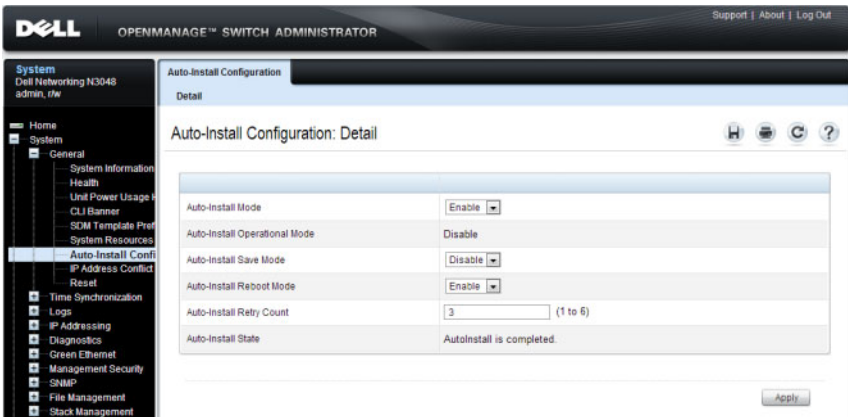 Support | About | Log Out
DELL
OPENMANAGE™ SWITCH ADMINISTRATOR
System
Dell Networking N3048
admin, r/w
Home
System
General
System Information
Health
Unit Power Usage H
CLI Banner
SDM Template Pref
System Resources
Auto-Install Confi
IP Address Conflict
Reset
Time Synchronization
Logs
IP Addressing
Diagnostics
Green Ethernet
Management Security
SNMP
File Management
Stack Management
Auto-Install Configuration
Detail
Auto-Install Configuration: Detail
Auto-Install Mode Enable
Auto-Install Operational Mode Disable
Auto-Install Save Mode Disable
Auto-Install Reboot Mode Enable
Auto-Install Retry Count 3 (1 to 6)
Auto-Install State AutoInstall is completed.
Apply